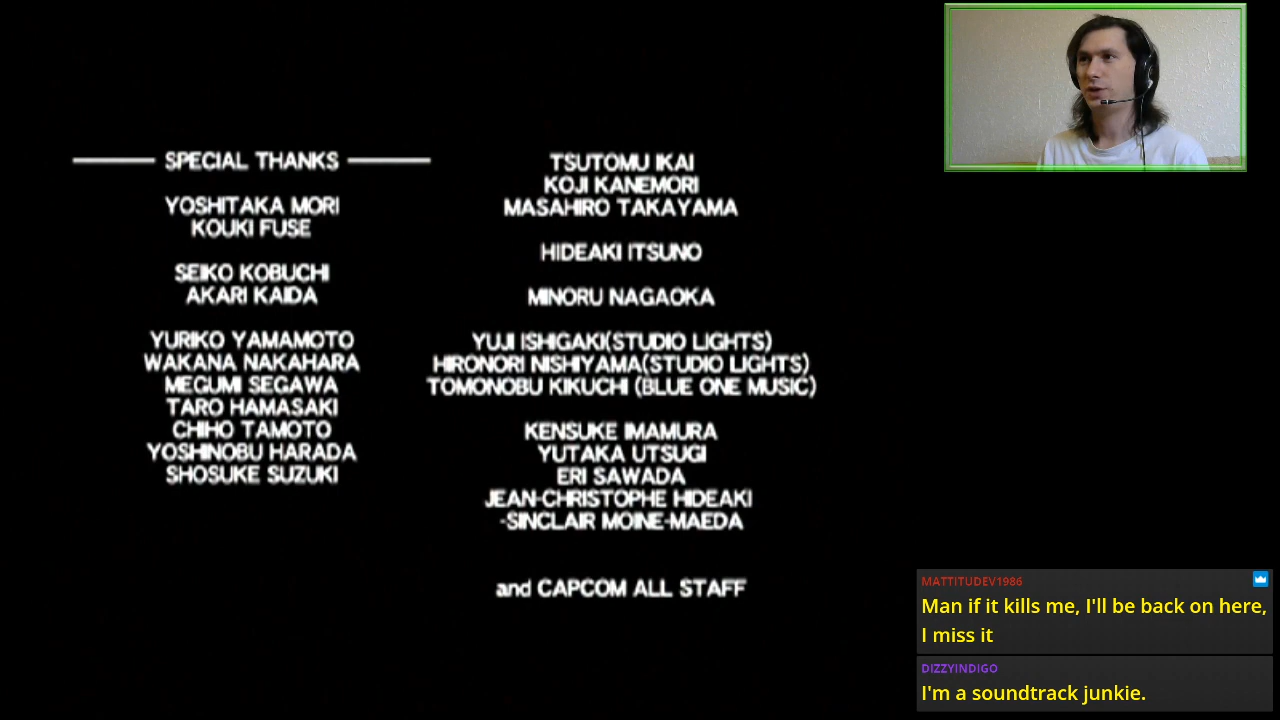 SPECIAL THANKS
YOSHITAKA MORI
KOUKI FUSE
SEIKO KOBUCHI
AKARI KAIDA
YURIKO YAMAMOTO
WAKANA NAKAHARA
MEGUMI SEGAWA
TARO HAMASAKI
CHIHO TAMOTO
YOSHINOBU HARADA
SHOSUKE SUZUKI
TSUTOMU IKAI
KOJI KANEMORI
MASAHIRO TAKAYAMA
HIDEAKI ITSUNO
MINORU NAGAOKA
YUJI ISHIGAKI(STUDIO LIGHTS)
HIRONORI NISHIYAMA(STUDIO LIGHTS)
TOMONOBU KIKUCHI (BLUE ONE MUSIC)
KENSUKE IMAMURA
YUTAKA UTSUGI
ERI SAWADA
JEAN-CHRISTOPHE HIDEAKI
-SINCLAIR MOINE-MAEDA
and CAPCOM ALL STAFF
MATTITUDEV1986
Man if it kills me, I'll be back on here,
I miss it
DIZZYINDIGO
I'm a soundtrack junkie.